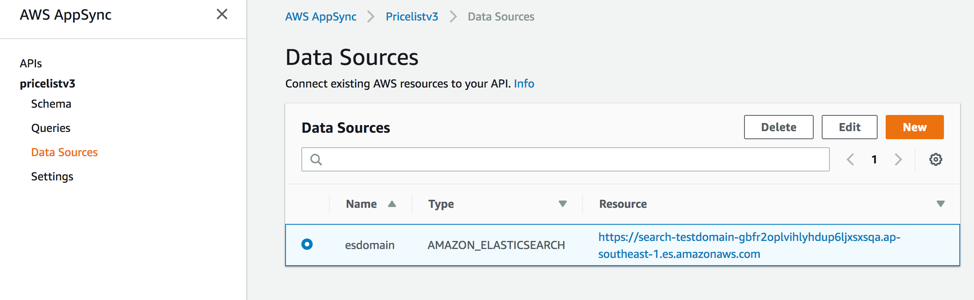 AWS AppSync
APIs
pricelistv3
Schema
Queries
Data Sources
Settings
AWS AppSync > Pricelistv3 > Data Sources
Data Sources
Connect existing AWS resources to your API. Info
Data Sources Delete Edit New
1
Name Type Resource
esdomain AMAZON_ELASTICSEARCH https://search-testdomain-gbfr2oplvihlyhdup6ljxsxsqa.ap-
southeast-1.es.amazonaws.com